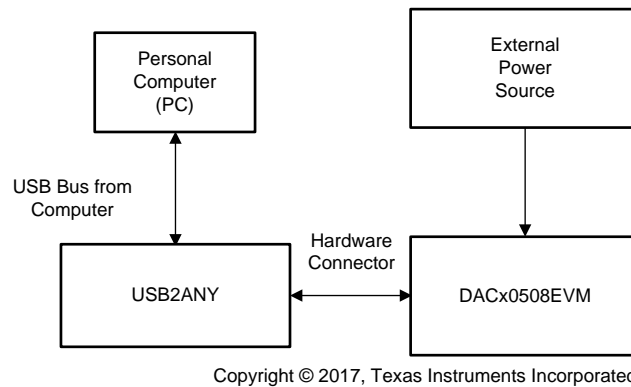 Personal
Computer
(PC)
External
Power
Source
USB Bus from
Computer
Hardware
Connector
USB2ANY
DACx0508EVM
Copyright © 2017, Texas Instruments Incorporated